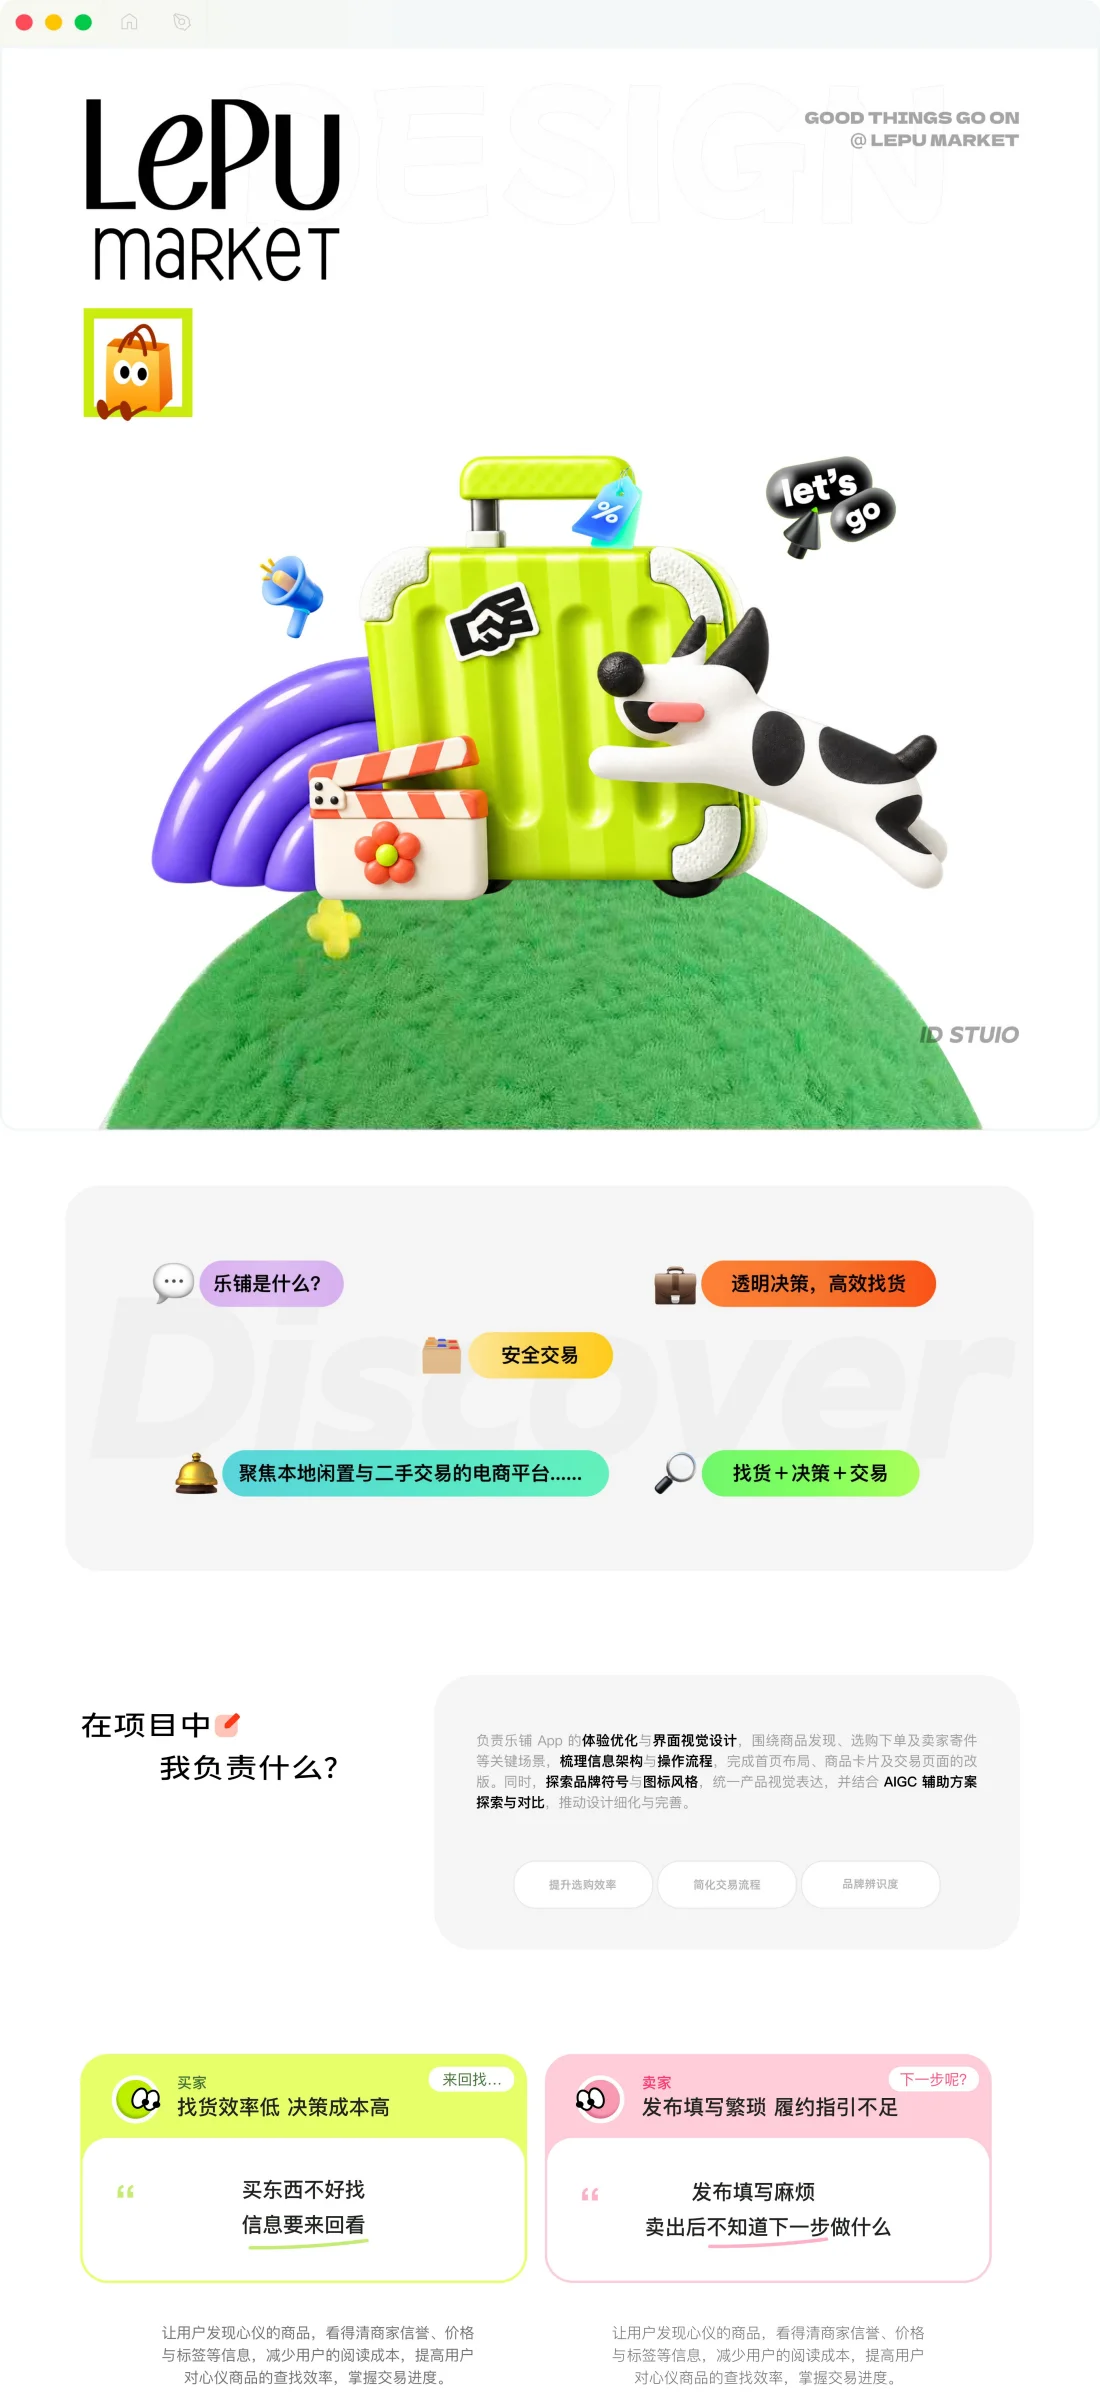 DESIGN
LePu
market
GOOD THINGS GO ON
@ LEPU MARKET
%
let's
go
ID STUIO
Discover
乐铺是什么?
透明决策，高效找货
安全交易
聚焦本地闲置与二手交易的电商平台......
找货+决策+交易
在项目中
我负责什么?
负责乐铺 App 的体验优化与界面视觉设计，围绕商品发现、选购下单及卖家寄件
等关键场景，梳理信息架构与操作流程，完成首页布局、商品卡片及交易页面的改
版。同时，探索品牌符号与图标风格，统一产品视觉表达，并结合 AIGC 辅助方案
探索与对比，推动设计细化与完善。
提升选购效率
简化交易流程
品牌辨识度
买家
来回找...
找货效率低 决策成本高
“
买东西不好找
信息要来回看
卖家
下一步呢?
发布填写繁琐 履约指引不足
“
发布填写麻烦
卖出后不知道下一步做什么
让用户发现心仪的商品，看得清商家信誉、价格
与标签等信息，减少用户的阅读成本，提高用户
对心仪商品的查找效率，掌握交易进度。
让用户发现心仪的商品，看得清商家信誉、价格
与标签等信息，减少用户的阅读成本，提高用户
对心仪商品的查找效率，掌握交易进度。